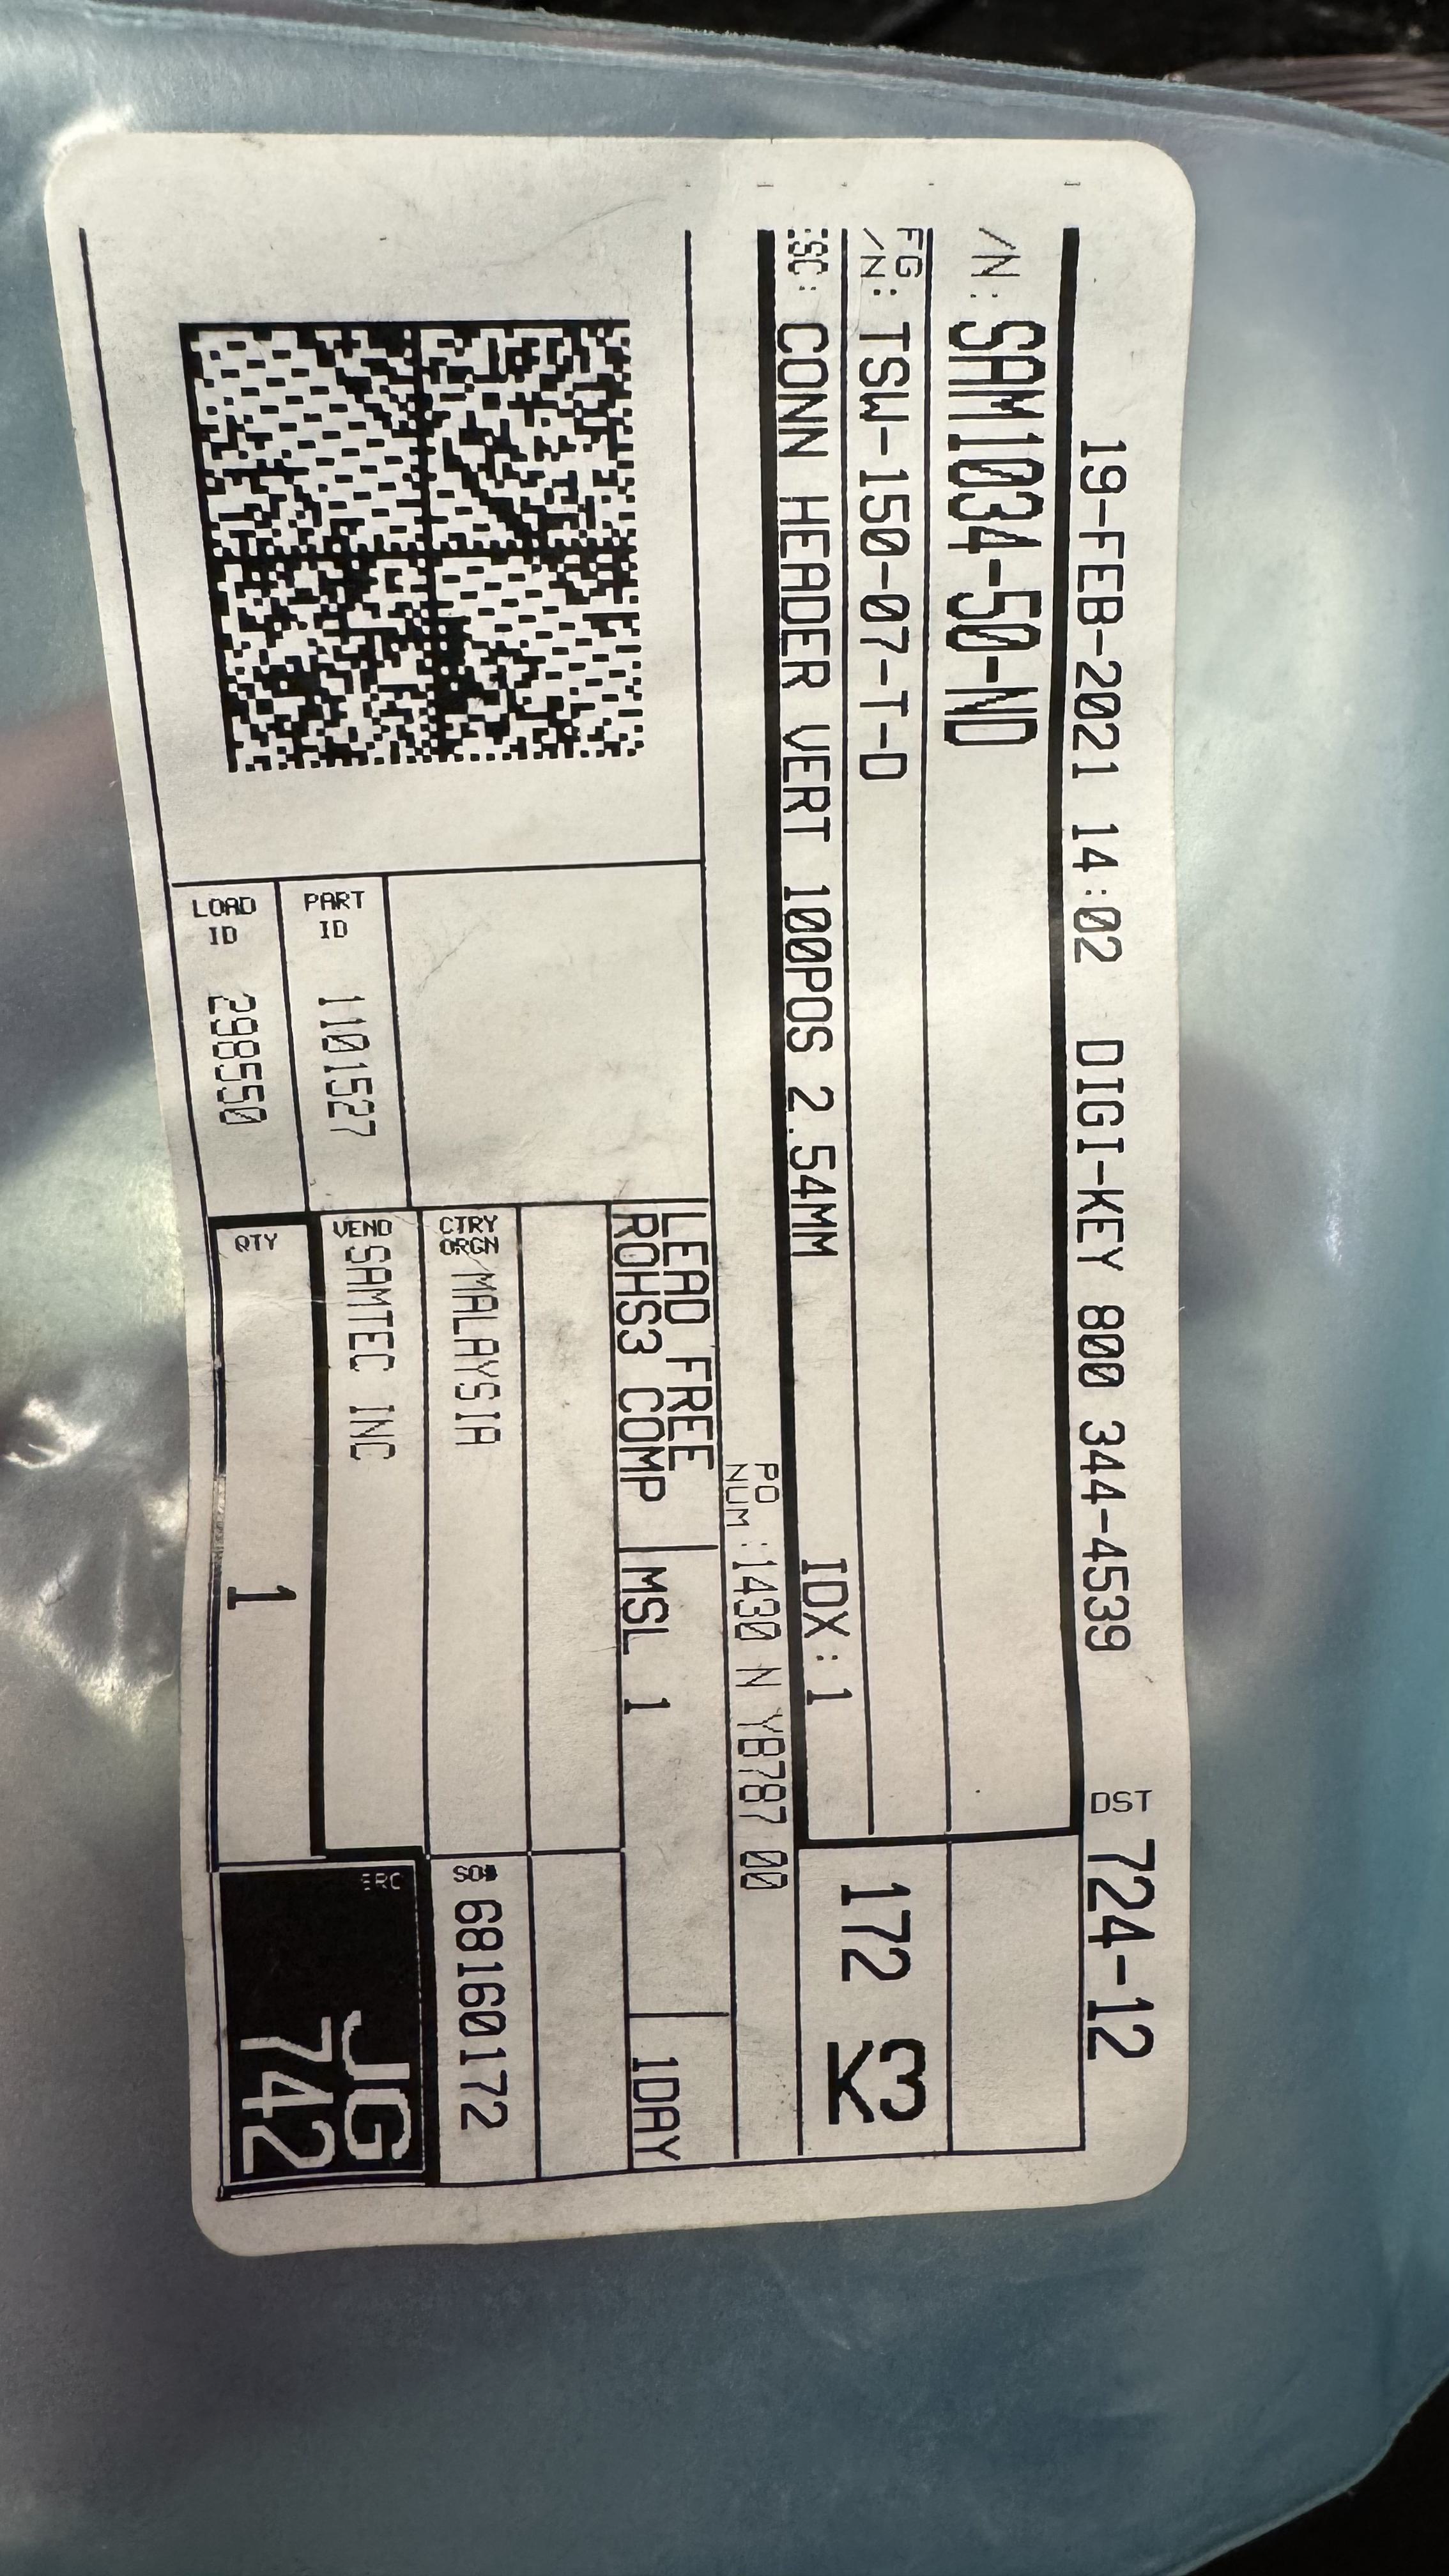 19-FEB-2021 14:02 DIGI-KEY 800 344-4539 DST 724-12
/N: SAM1034-50-ND
FG
/N: TSW-150-07-T-D
172 K3
SC: CONN HEADER VERT 100POS 2.54MM IDX:1
PO
NUM :1430 N YB787 00
LEAD FREE
ROHS3 COMP
MSL 1
1DAY
CTRY
ORGN MALAYSIA
SO# 68160172
PART
ID 1101527
VEND SAMTEC INC
LOAD
ID 298550
QTY 1
JG
742